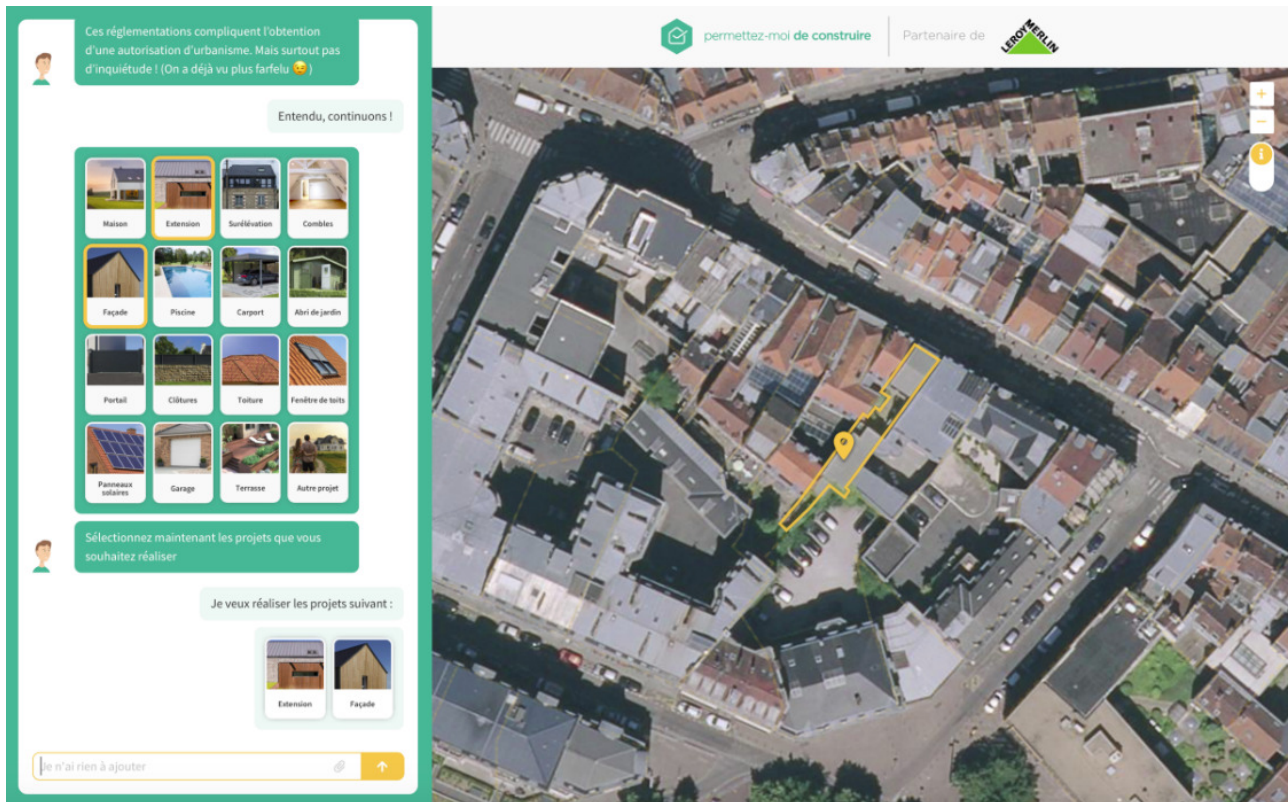 Ces réglementations compliquent l'obtention
d'une autorisation d'urbanisme. Mais surtout pas
d'inquiétude ! (On a déjà vu plus farfelu 😉)
Entendu, continuons !
Maison
Extension
Surélévation
Combles
Façade
Piscine
Carport
Abri de jardin
Portail
Clôtures
Toiture
Fenêtre de toits
Panneaux
solaires
Garage
Terrasse
Autre projet
Sélectionnez maintenant les projets que vous
souhaitez réaliser
Je veux réaliser les projets suivant :
Extension
Façade
Je n'ai rien à ajouter
permettez-moi de construire
Partenaire de
LEROY MERLIN
+
−
i